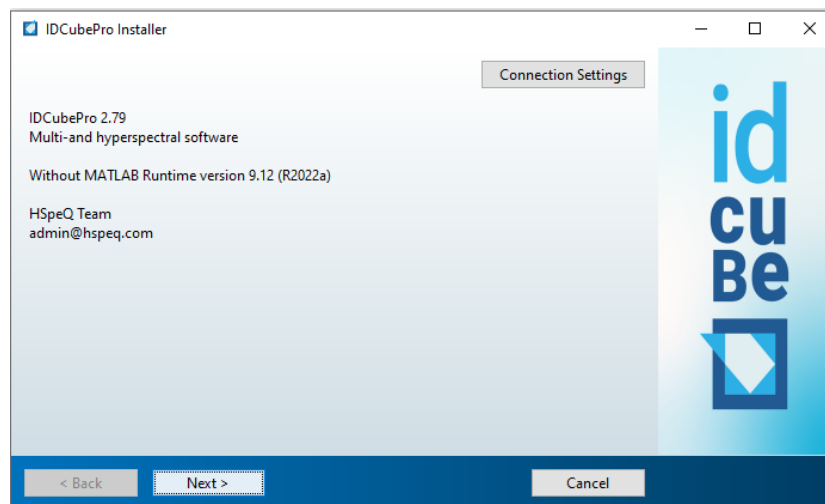 IDCubePro Installer
Connection Settings
IDCubePro 2.79
Multi-and hyperspectral software
Without MATLAB Runtime version 9.12 (R2022a)
HSpeQ Team
admin@hspeq.com
id
cu
Be
< Back
Next >
Cancel